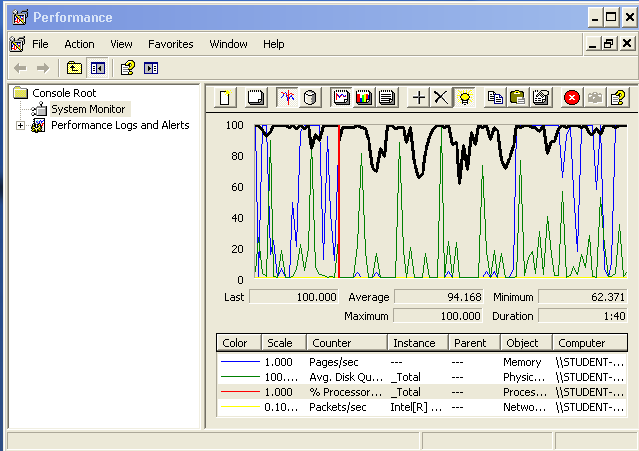 Performance
File Action View Favorites Window Help
Console Root
System Monitor
Performance Logs and Alerts
100
80
60
40
20
0
Last 100.000 Average 94.168 Minimum 62.371
Maximum 100.000 Duration 1:40
Color Scale Counter Instance Parent Object Computer
1.000 Pages/sec --- --- Memory \\STUDENT-...
100.... Avg. Disk Qu... _Total --- Physic... \\STUDENT-...
1.000 % Processor... _Total --- Proces... \\STUDENT-...
0.10... Packets/sec Intel[R] ... --- Netwo... \\STUDENT-...